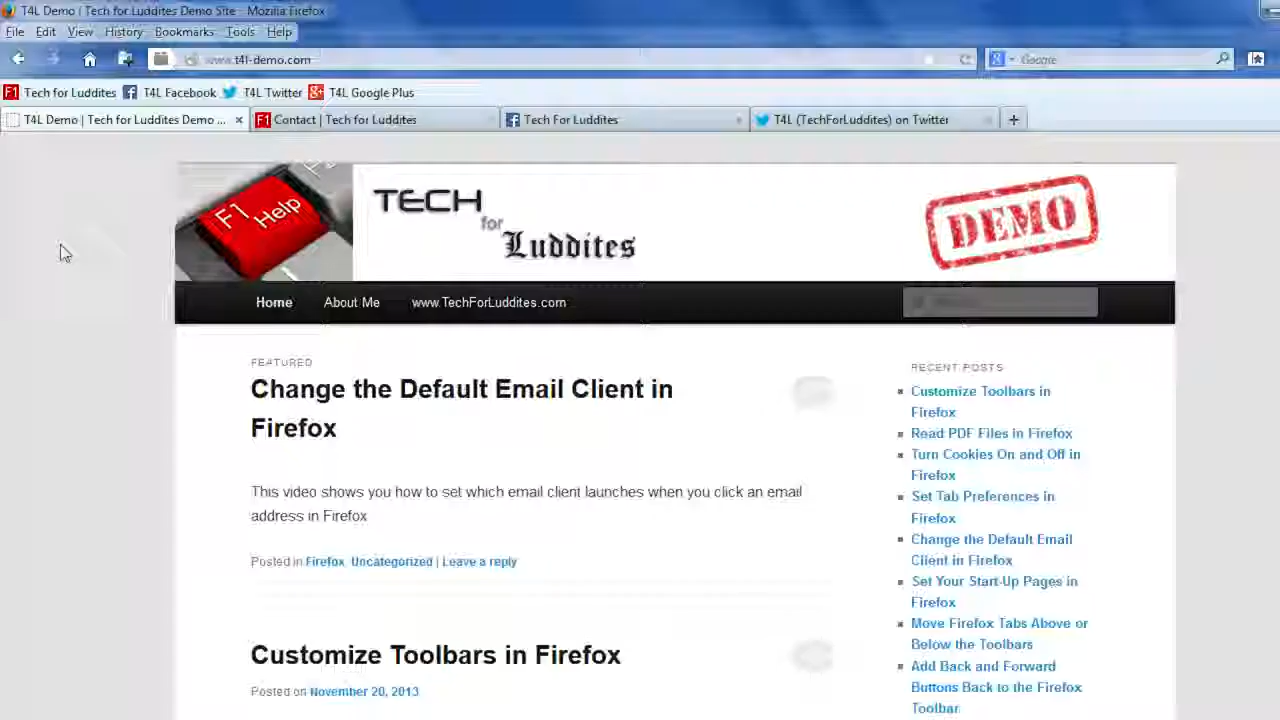 T4L Demo | Tech for Luddites Demo Site - Mozilla Firefox
File Edit View History Bookmarks Tools Help
www.t4l-demo.com Google
F1 Tech for Luddites T4L Facebook T4L Twitter T4L Google Plus
T4L Demo | Tech for Luddites Demo ... F1 Contact | Tech for Luddites Tech For Luddites T4L (TechForLuddites) on Twitter
F1 Help
TECH for Luddites
DEMO
Home About Me www.TechForLuddites.com
FEATURED
Change the Default Email Client in
Firefox
This video shows you how to set which email client launches when you click an email
address in Firefox
Posted in Firefox, Uncategorized | Leave a reply
Customize Toolbars in Firefox
Posted on November 20, 2013
RECENT POSTS
Customize Toolbars in
Firefox
Read PDF Files in Firefox
Turn Cookies On and Off in
Firefox
Set Tab Preferences in
Firefox
Change the Default Email
Client in Firefox
Set Your Start-Up Pages in
Firefox
Move Firefox Tabs Above or
Below the Toolbars
Add Back and Forward
Buttons Back to the Firefox
Toolbar